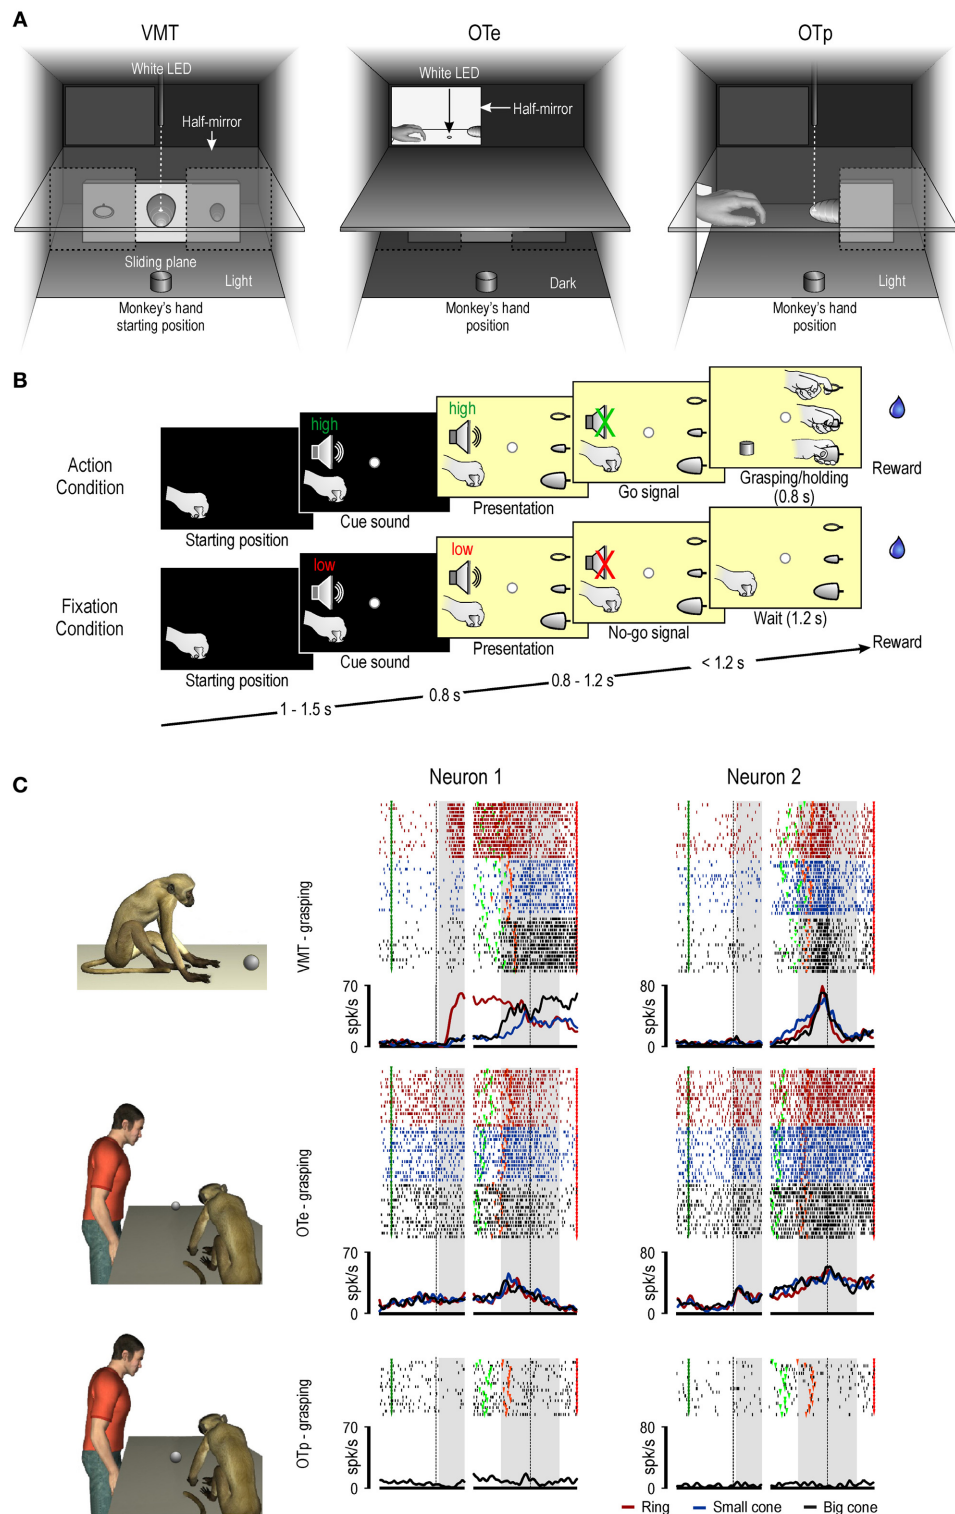 A
VMT
OTe
OTp
White LED
White LED
Half-mirror
Half-mirror
Sliding plane
Light
Dark
Light
Monkey's hand
starting position
Monkey's hand
position
Monkey's hand
position
B
Action
Condition
high
high
Starting position
Cue sound
Presentation
Go signal
Grasping/holding
(0.8 s)
Reward
Fixation
Condition
low
low
Starting position
Cue sound
Presentation
No-go signal
Wait (1.2 s)
Reward
1 - 1.5 s
0.8 s
0.8 - 1.2 s
< 1.2 s
C
Neuron 1
Neuron 2
VMT - grasping
70
spk/s
0
80
spk/s
0
OTe - grasping
70
spk/s
0
80
spk/s
0
OTp - grasping
70
spk/s
0
80
spk/s
0
Ring
Small cone
Big cone